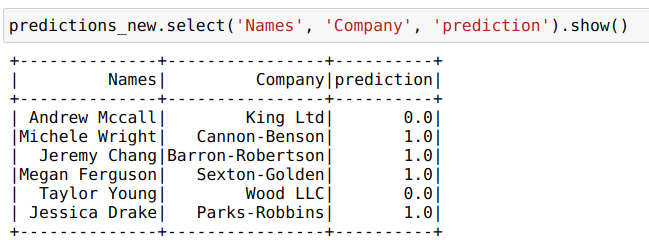 predictions_new.select('Names', 'Company', 'prediction').show()
+--------------+----------------+----------+
|         Names|         Company|prediction|
+--------------+----------------+----------+
| Andrew Mccall|        King Ltd|       0.0|
|Michele Wright|   Cannon-Benson|       1.0|
|  Jeremy Chang|Barron-Robertson|       1.0|
|Megan Ferguson|   Sexton-Golden|       1.0|
|  Taylor Young|        Wood LLC|       0.0|
| Jessica Drake|   Parks-Robbins|       1.0|
+--------------+----------------+----------+